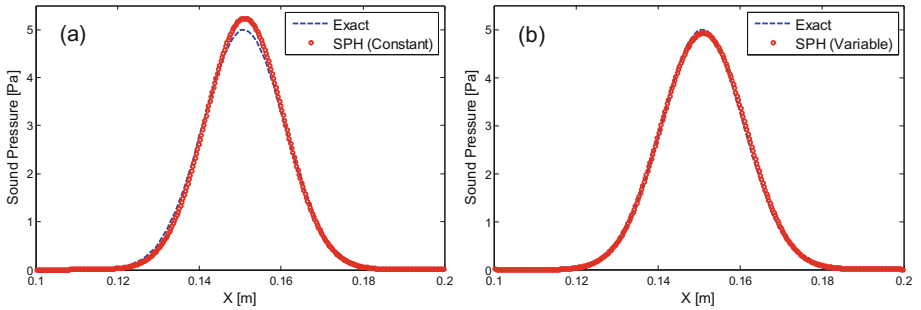 (a)
Exact
SPH (Constant)
Sound Pressure [Pa]
5
4
3
2
1
0
0.1
0.12
0.14
0.16
0.18
0.2
X [m]
(b)
Exact
SPH (Variable)
Sound Pressure [Pa]
5
4
3
2
1
0
0.1
0.12
0.14
0.16
0.18
0.2
X [m]